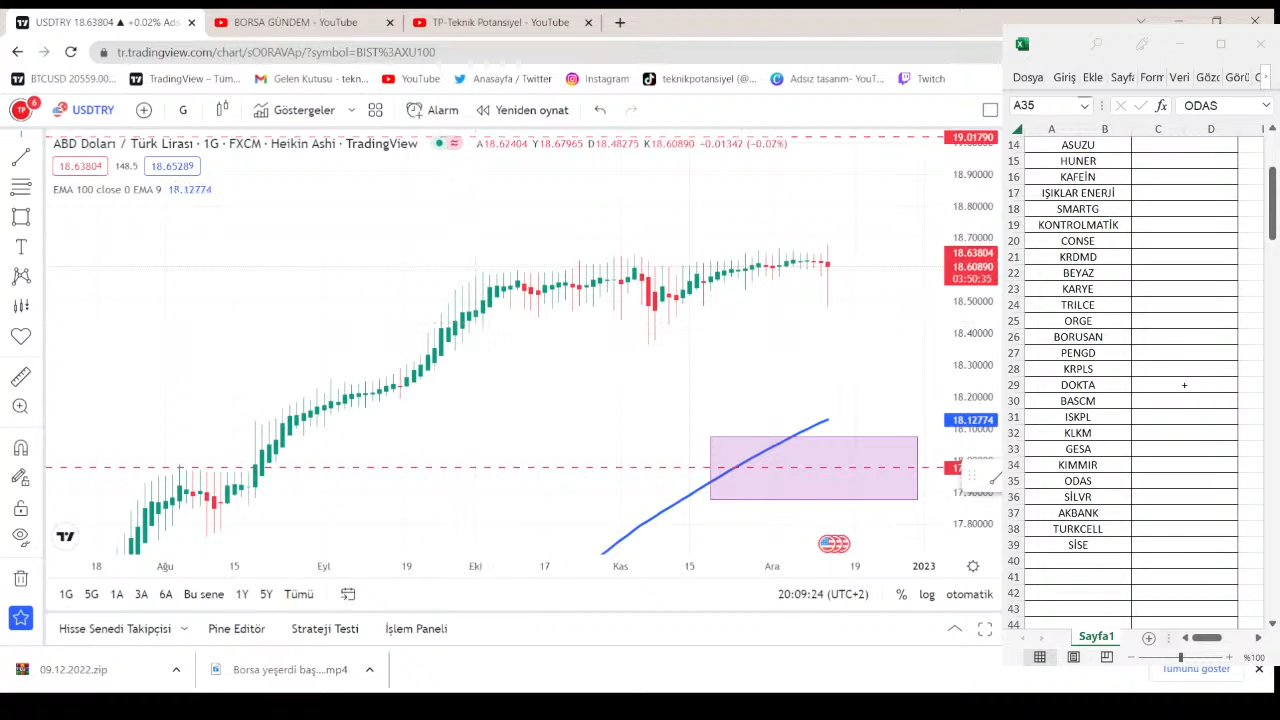 USDTRY 18.63804 ▲ +0.02% Ads
BORSA GÜNDEM - YouTube
TP-Teknik Potansiyel - YouTube
tr.tradingview.com/chart/sO0RAVAp/?symbol=BIST%3AXU100
BTCUSD 20559.00...
TradingView – Tüm...
Gelen Kutusu - tekn...
YouTube
Anasayfa / Twitter
Instagram
teknikpotansiyel (@...
Adsız tasarım- YouT...
Twitch
TP
6
USDTRY
G
Göstergeler
Alarm
Yeniden oynat
ABD Doları / Türk Lirası · 1G · FXCM · Heikin Ashi · TradingView
A18.62404 Y18.67965 D18.48275 K18.60890 -0.01347 (-0.02%)
18.63804 148.5 18.65289
EMA 100 close 0 EMA 9 18.12774
19.01790
18.90000
18.80000
18.70000
18.63804
18.60890
03:50:35
18.50000
18.40000
18.30000
18.20000
18.12774
18.10000
17.80000
18 Ağu 15 Eyl 19 Eki 17 Kas 15 Ara 19 2023
1G 5G 1A 3A 6A Bu sene 1Y 5Y Tümü
20:09:24 (UTC+2) % log otomatik
Hisse Senedi Takipçisi Pine Editör Strateji Testi İşlem Paneli
09.12.2022.zip
Borsa yeşerdi baş....mp4
Tümünü göster
Dosya Giriş Ekle Sayfa Form Veri Gözd Görü
A35 fx ODAS
A B C D
14 ASUZU
15 HUNER
16 KAFEİN
17 IŞIKLAR ENERJİ
18 SMARTG
19 KONTROLMATİK
20 CONSE
21 KRDMD
22 BEYAZ
23 KARYE
24 TRILCE
25 ORGE
26 BORUSAN
27 PENGD
28 KRPLS
29 DOKTA +
30 BASCM
31 ISKPL
32 KLKM
33 GESA
34 KIMMIR
35 ODAS
36 SİLVR
37 AKBANK
38 TURKCELL
39 SİSE
40
41
42
43
44
Sayfa1
%100